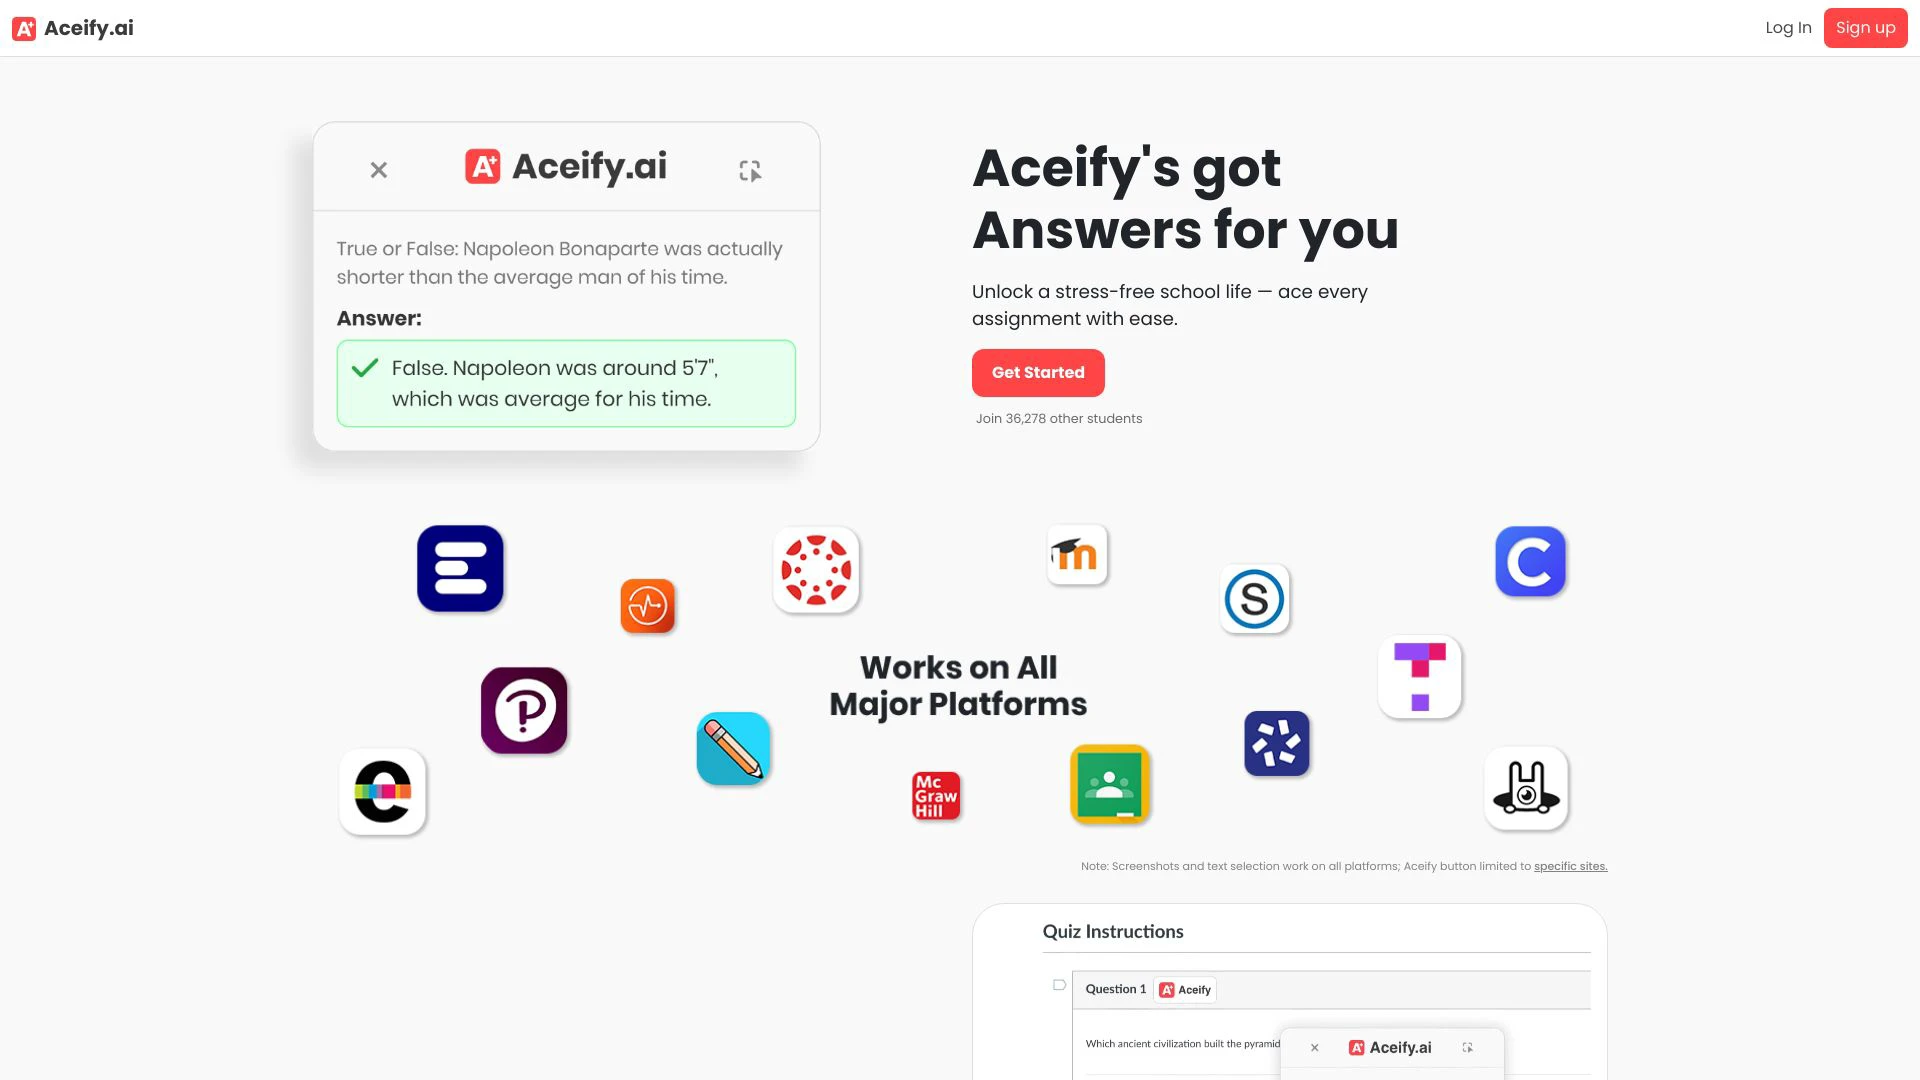 Aceify.ai
Log In
Sign up
Aceify.ai
True or False: Napoleon Bonaparte was actually
shorter than the average man of his time.
Answer:
False. Napoleon was around 5'7",
which was average for his time.
Aceify's got
Answers for you
Unlock a stress-free school life — ace every
assignment with ease.
Get Started
Join 36,278 other students
Works on All
Major Platforms
Mc
Graw
Hill
Note: Screenshots and text selection work on all platforms; Aceify button limited to specific sites.
Quiz Instructions
Question 1
Aceify
Which ancient civilization built the pyramid
Aceify.ai